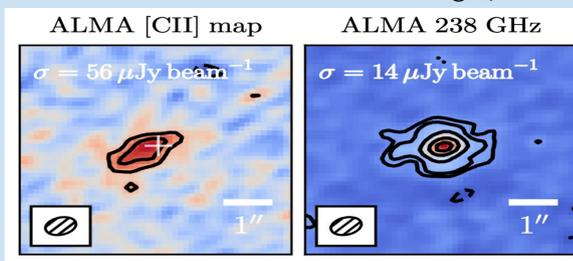 ALMA [CII] map
ALMA 238 GHz
σ = 56 μJy beam⁻¹
σ = 14 μJy beam⁻¹
1″
1″